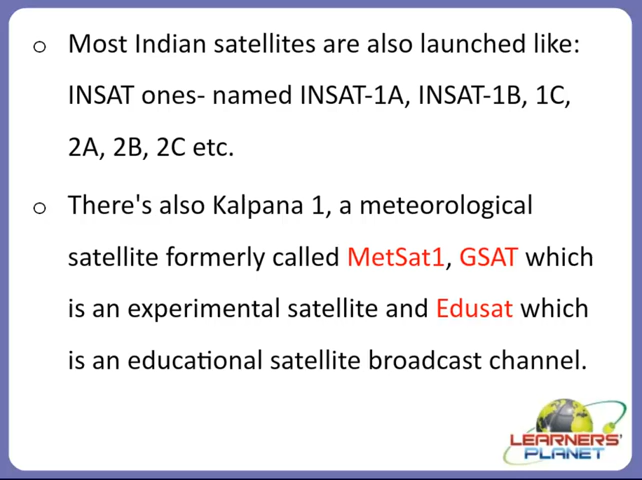 o Most Indian satellites are also launched like:
INSAT ones- named INSAT-1A, INSAT-1B, 1C,
2A, 2B, 2C etc.
o There's also Kalpana 1, a meteorological
satellite formerly called MetSat1, GSAT which
is an experimental satellite and Edusat which
is an educational satellite broadcast channel.
LEARNERS'
PLANET